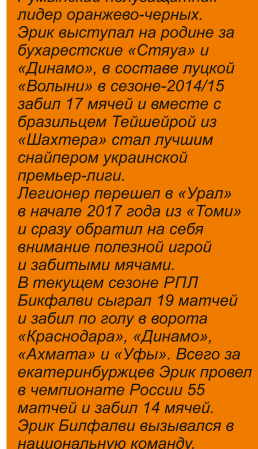 Румынский полузащитник -
лидер оранжево-черных.
Эрик выступал на родине за
бухарестские «Стяуа» и
«Динамо», в составе луцкой
«Волыни» в сезоне-2014/15
забил 17 мячей и вместе с
бразильцем Тейшейрой из
«Шахтера» стал лучшим
снайпером украинской
премьер-лиги.
Легионер перешел в «Урал»
в начале 2017 года из «Томи»
и сразу обратил на себя
внимание полезной игрой
и забитыми мячами.
В текущем сезоне РПЛ
Бикфалви сыграл 19 матчей
и забил по голу в ворота
«Краснодара», «Динамо»,
«Ахмата» и «Уфы». Всего за
екатеринбуржцев Эрик провел
в чемпионате России 55
матчей и забил 14 мячей.
Эрик Билфалви вызывался в
национальную команду.